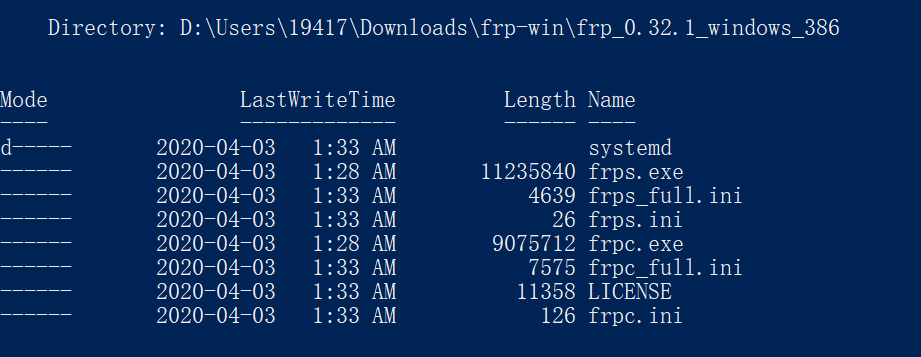 Directory: D:\Users\19417\Downloads\frp-win\frp_0.32.1_windows_386
Mode LastWriteTime Length Name
---- ------------- ------ ----
d----- 2020-04-03 1:33 AM systemd
------ 2020-04-03 1:28 AM 11235840 frps.exe
------ 2020-04-03 1:33 AM 4639 frps_full.ini
------ 2020-04-03 1:33 AM 26 frps.ini
------ 2020-04-03 1:28 AM 9075712 frpc.exe
------ 2020-04-03 1:33 AM 7575 frpc_full.ini
------ 2020-04-03 1:33 AM 11358 LICENSE
------ 2020-04-03 1:33 AM 126 frpc.ini